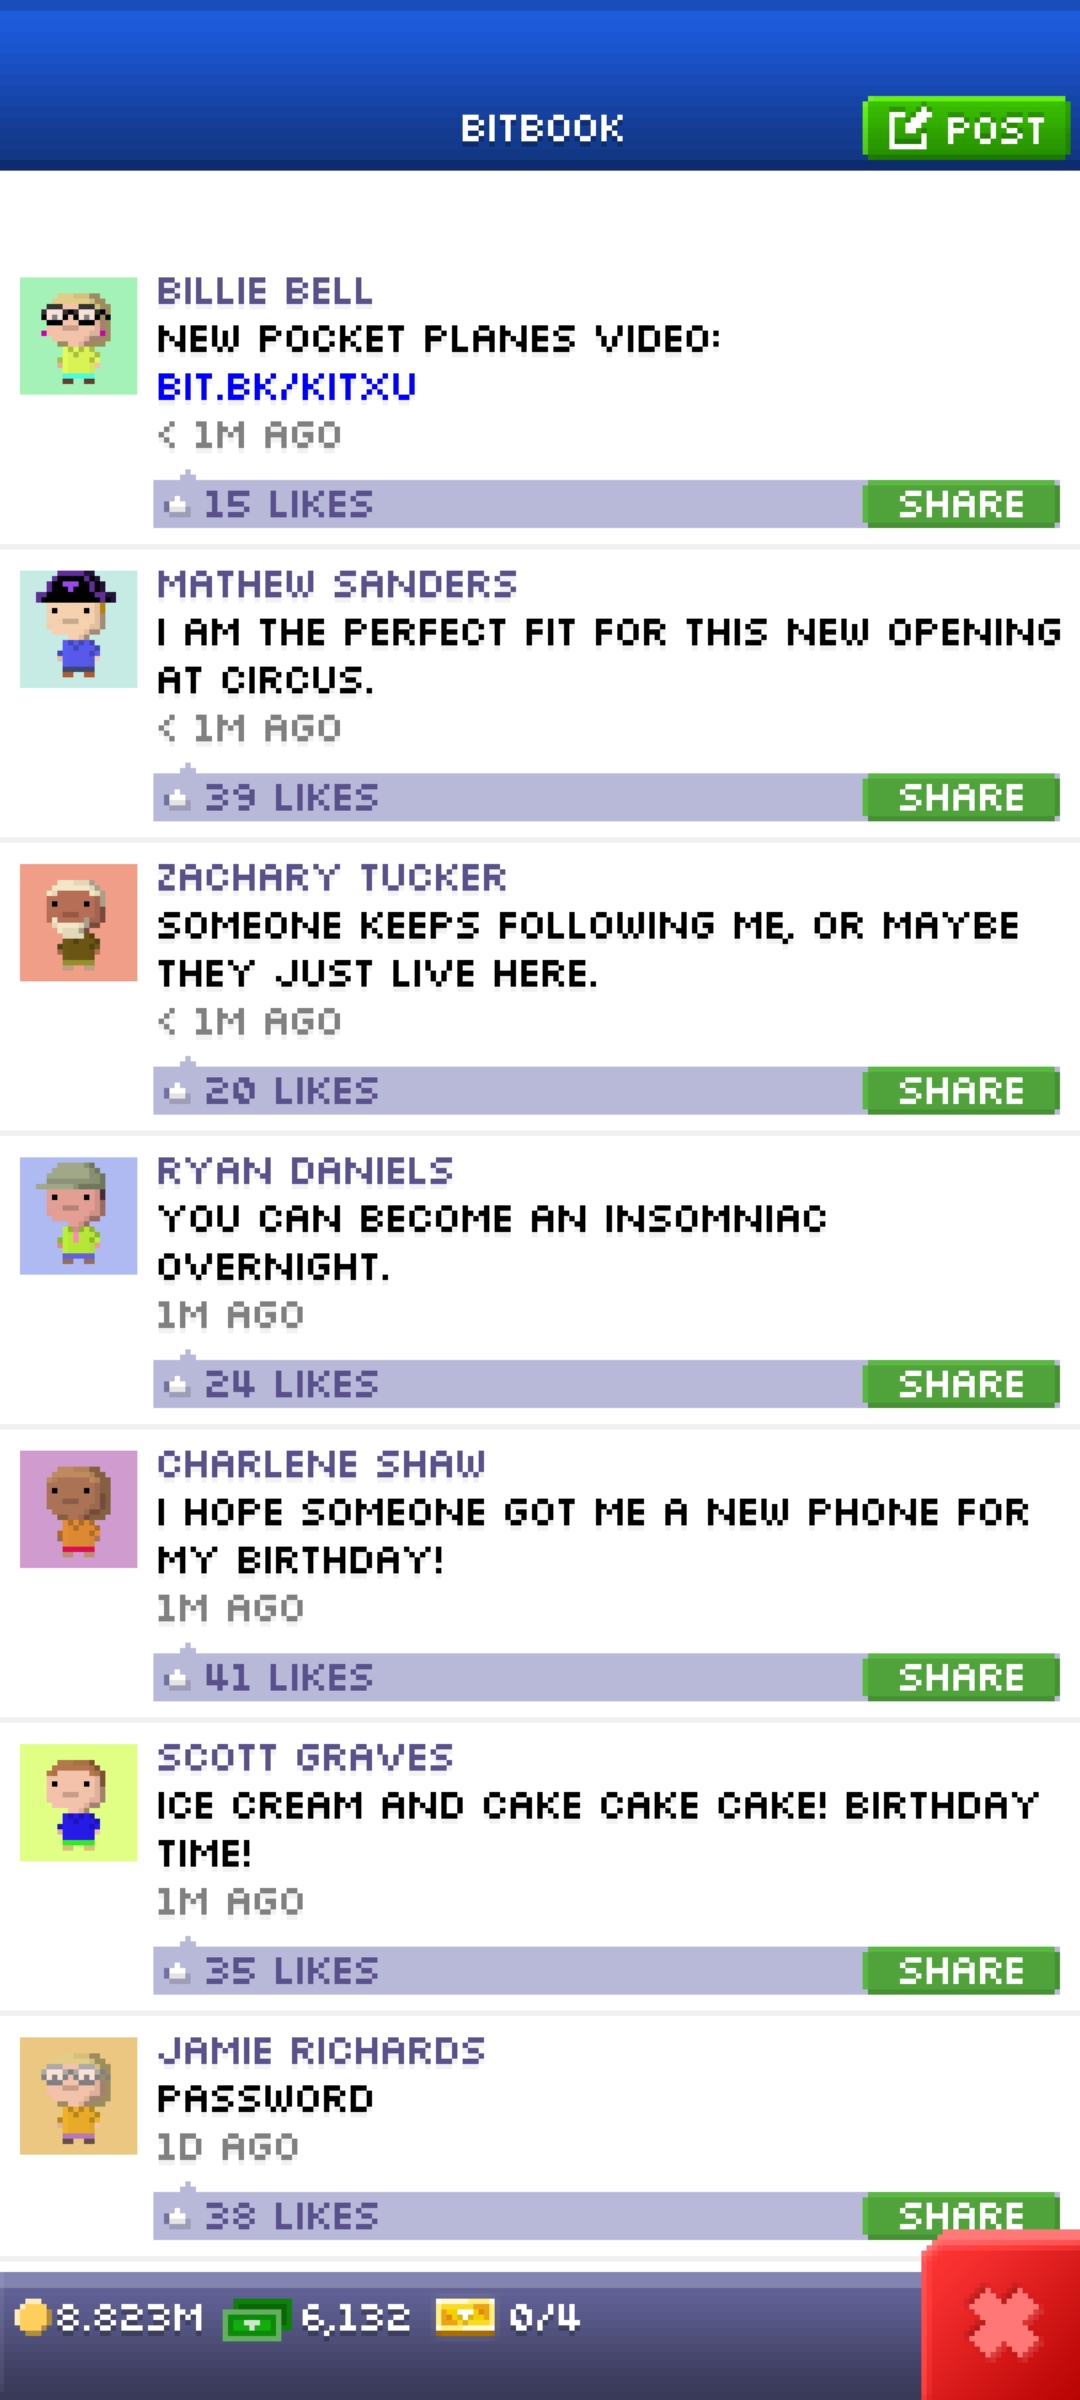 BITBOOK
POST
BILLIE BELL
NEW POCKET PLANES VIDEO:
BIT.BK/KITXU
< 1M AGO
15 LIKES
SHARE
MATHEW SANDERS
I AM THE PERFECT FIT FOR THIS NEW OPENING
AT CIRCUS.
< 1M AGO
39 LIKES
SHARE
ZACHARY TUCKER
SOMEONE KEEPS FOLLOWING ME, OR MAYBE
THEY JUST LIVE HERE.
< 1M AGO
20 LIKES
SHARE
RYAN DANIELS
YOU CAN BECOME AN INSOMNIAC
OVERNIGHT.
1M AGO
24 LIKES
SHARE
CHARLENE SHAW
I HOPE SOMEONE GOT ME A NEW PHONE FOR
MY BIRTHDAY!
1M AGO
41 LIKES
SHARE
SCOTT GRAVES
ICE CREAM AND CAKE CAKE CAKE! BIRTHDAY
TIME!
1M AGO
35 LIKES
SHARE
JAMIE RICHARDS
PASSWORD
1D AGO
38 LIKES
SHARE
8.823M 6,132 0/4